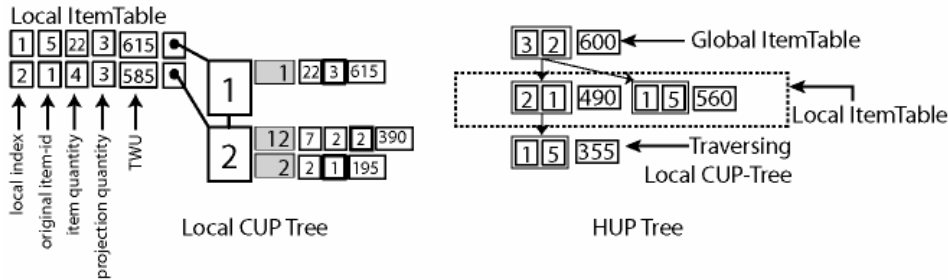 Local ItemTable
1 5 22 3 615
2 1 4 3 585
1
1 22 3 615
2
12 7 2 2 390
2 2 1 195
local index
original item-id
item quantity
projection quantity
TWU
Local CUP Tree
3 2 600
Global ItemTable
2 1 490
1 5 560
Local ItemTable
1 5 355
Traversing
Local CUP-Tree
HUP Tree